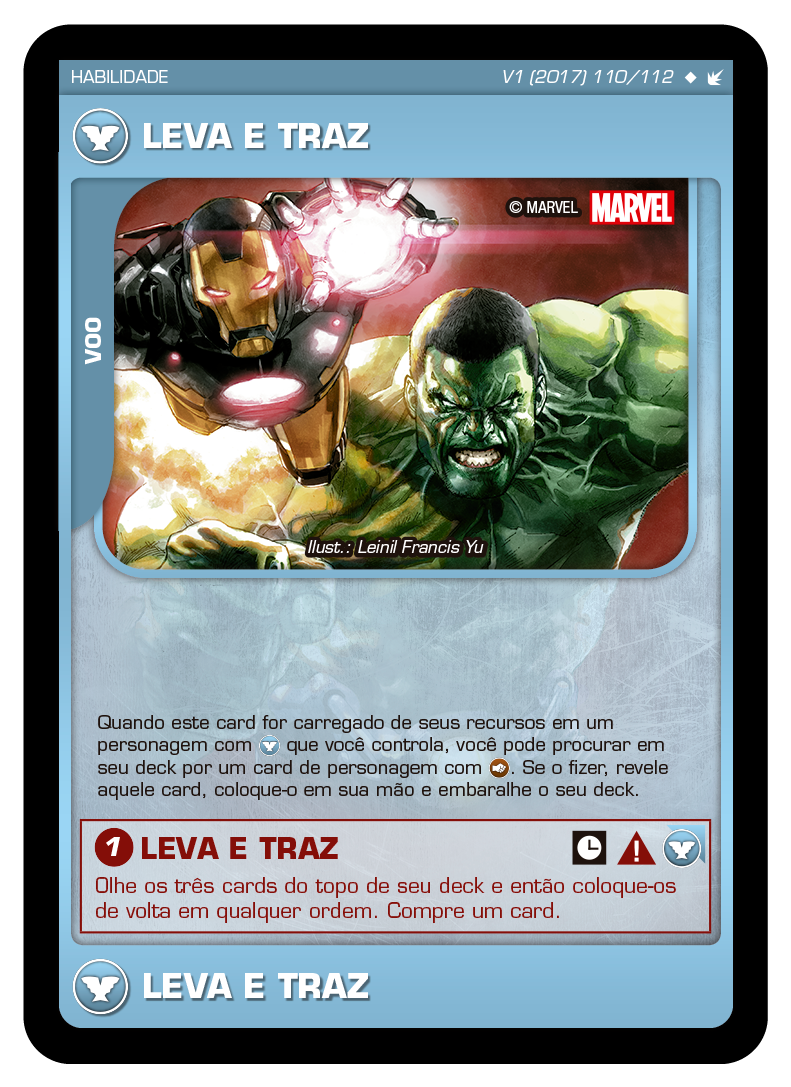 HABILIDADE
V1 (2017) 110/112
LEVA E TRAZ
© MARVEL MARVEL
VOO
Ilust.: Leinil Francis Yu
Quando este card for carregado de seus recursos em um
personagem com que você controla, você pode procurar em
seu deck por um card de personagem com . Se o fizer, revele
aquele card, coloque-o em sua mão e embaralhe o seu deck.
1 LEVA E TRAZ
Olhe os três cards do topo de seu deck e então coloque-os
de volta em qualquer ordem. Compre um card.
LEVA E TRAZ